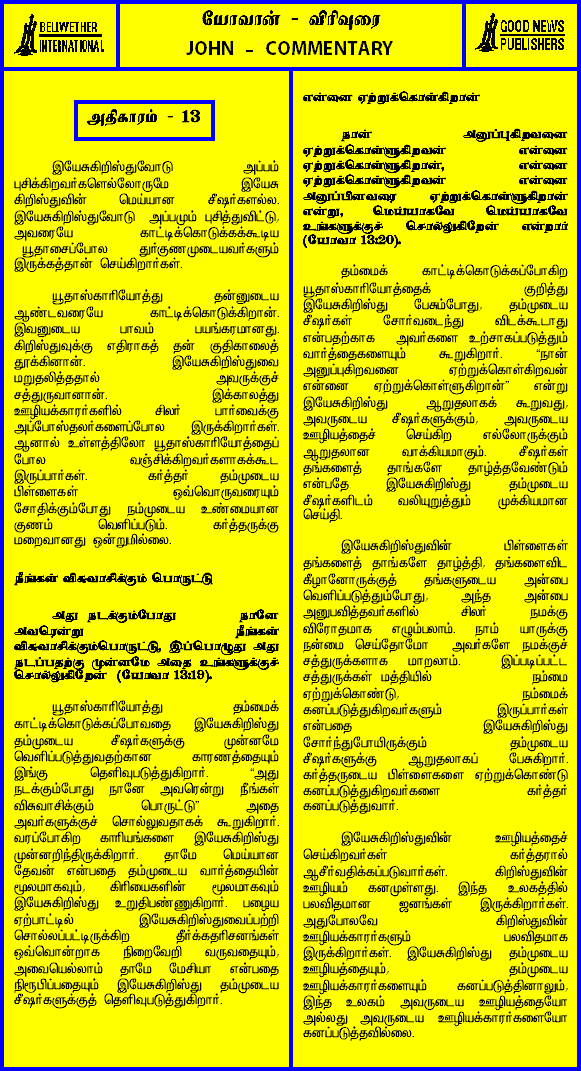 BELLWETHER
INTERNATIONAL
யோவான் - விரிவுரை
JOHN - COMMENTARY
GOOD NEWS
PUBLISHERS
அதிகாரம் - 13
இயேசுகிறிஸ்துவோடு அப்பம்
புசிக்கிறவர்களெல்லோருமே இயேசு
கிறிஸ்துவின் மெய்யான சீஷர்களல்ல.
இயேசுகிறிஸ்துவோடு அப்பமும் புசித்துவிட்டு,
அவரையே காட்டிக்கொடுக்கக்கூடிய
யூதாசைப்போல துர்குணமுடையவர்களும்
இருக்கத்தான் செய்கிறார்கள்.
யூதாஸ்காரியோத்து தன்னுடைய
ஆண்டவரையே காட்டிக்கொடுக்கிறான்.
இவனுடைய பாவம் பயங்கரமானது.
கிறிஸ்துவுக்கு எதிராகத் தன் குதிகாலைத்
தூக்கினான். இயேசுகிறிஸ்துவை
மறுதலித்ததால் அவருக்குச்
சத்துருவானான். இக்காலத்து
ஊழியக்காரர்களில் சிலர் பார்வைக்கு
அப்போஸ்தலர்களைப்போல இருக்கிறார்கள்.
ஆனால் உள்ளத்திலோ யூதாஸ்காரியோத்தைப்
போல வஞ்சிக்கிறவர்களாகக்கூட
இருப்பார்கள். கர்த்தர் தம்முடைய
பிள்ளைகள் ஒவ்வொருவரையும்
சோதிக்கும்போது நம்முடைய உண்மையான
குணம் வெளிப்படும். கர்த்தருக்கு
மறைவானது ஒன்றுமில்லை.
நீங்கள் விசுவாசிக்கும் பொருட்டு
அது நடக்கும்போது நானே
அவரென்று நீங்கள்
விசுவாசிக்கும்பொருட்டு, இப்பொழுது அது
நடப்பதற்கு முன்னமே அதை உங்களுக்குச்
சொல்லுகிறேன் (யோவா 13:19).
யூதாஸ்காரியோத்து தம்மைக்
காட்டிக்கொடுக்கப்போவதை இயேசுகிறிஸ்து
தம்முடைய சீஷர்களுக்கு முன்னமே
வெளிப்படுத்துவதற்கான காரணத்தையும்
இங்கு தெளிவுபடுத்துகிறார். “அது
நடக்கும்போது நானே அவரென்று நீங்கள்
விசுவாசிக்கும் பொருட்டு” அதை
அவர்களுக்குச் சொல்லுவதாகக் கூறுகிறார்.
வரப்போகிற காரியங்களை இயேசுகிறிஸ்து
முன்னறிந்திருக்கிறார். தாமே மெய்யான
தேவன் என்பதை தம்முடைய வார்த்தையின்
மூலமாகவும், கிரியைகளின் மூலமாகவும்
இயேசுகிறிஸ்து உறுதிபண்ணுகிறார். பழைய
ஏற்பாட்டில் இயேசுகிறிஸ்துவைப்பற்றி
சொல்லப்பட்டிருக்கிற தீர்க்கதரிசனங்கள்
ஒவ்வொன்றாக நிறைவேறி வருவதையும்,
அவையெல்லாம் தாமே மேசியா என்பதை
நிரூபிப்பதையும் இயேசுகிறிஸ்து தம்முடைய
சீஷர்களுக்குத் தெளிவுபடுத்துகிறார்.
என்னை ஏற்றுக்கொள்கிறான்
நான் அனுப்புகிறவனை
ஏற்றுக்கொள்ளுகிறவன் என்னை
ஏற்றுக்கொள்ளுகிறான், என்னை
ஏற்றுக்கொள்ளுகிறவன் என்னை
அனுப்பினவரை ஏற்றுக்கொள்ளுகிறான்
என்று, மெய்யாகவே மெய்யாகவே
உங்களுக்குச் சொல்லுகிறேன் என்றார்
(யோவா 13:20).
தம்மைக் காட்டிக்கொடுக்கப்போகிற
யூதாஸ்காரியோத்தைக் குறித்து
இயேசுகிறிஸ்து பேசும்போது, தம்முடைய
சீஷர்கள் சோர்வடைந்து விடக்கூடாது
என்பதற்காக அவர்களை உற்சாகப்படுத்தும்
வார்த்தைகளையும் கூறுகிறார். “நான்
அனுப்புகிறவனை ஏற்றுக்கொள்கிறவன்
என்னை ஏற்றுக்கொள்ளுகிறான்” என்று
இயேசுகிறிஸ்து ஆறுதலாகக் கூறுவது,
அவருடைய சீஷர்களுக்கும், அவருடைய
ஊழியத்தைச் செய்கிற எல்லோருக்கும்
ஆறுதலான வாக்கியமாகும். சீஷர்கள்
தங்களைத் தாங்களே தாழ்த்தவேண்டும்
என்பதே இயேசுகிறிஸ்து தம்முடைய
சீஷர்களிடம் வலியுறுத்தும் முக்கியமான
செய்தி.
இயேசுகிறிஸ்துவின் பிள்ளைகள்
தங்களைத் தாங்களே தாழ்த்தி, தங்களைவிட
கீழானோருக்குத் தங்களுடைய அன்பை
வெளிப்படுத்தும்போது, அந்த அன்பை
அனுபவித்தவர்களில் சிலர் நமக்கு
விரோதமாக எழும்பலாம். நாம் யாருக்கு
நன்மை செய்தோமோ அவர்களே நமக்குச்
சத்துருக்களாக மாறலாம். இப்படிப்பட்ட
சத்துருக்கள் மத்தியில் நம்மை
ஏற்றுக்கொண்டு, நம்மைக்
கனப்படுத்துகிறவர்களும் இருப்பார்கள்
என்பதை இயேசுகிறிஸ்து
சோர்ந்துபோயிருக்கும் தம்முடைய
சீஷர்களுக்கு ஆறுதலாகப் பேசுகிறார்.
கர்த்தருடைய பிள்ளைகளை ஏற்றுக்கொண்டு
கனப்படுத்துகிறவர்களை கர்த்தர்
கனப்படுத்துவார்.
இயேசுகிறிஸ்துவின் ஊழியத்தைச்
செய்கிறவர்கள் கர்த்தரால்
ஆசீர்வதிக்கப்படுவார்கள். கிறிஸ்துவின்
ஊழியம் கனமுள்ளது. இந்த உலகத்தில்
பலவிதமான ஜனங்கள் இருக்கிறார்கள்.
அதுபோலவே கிறிஸ்துவின்
ஊழியக்காரர்களும் பலவிதமாக
இருக்கிறார்கள். இயேசுகிறிஸ்து தம்முடைய
ஊழியத்தையும், தம்முடைய
ஊழியக்காரர்களையும் கனப்படுத்தினாலும்,
இந்த உலகம் அவருடைய ஊழியத்தையோ
அல்லது அவருடைய ஊழியக்காரர்களையோ
கனப்படுத்தவில்லை.